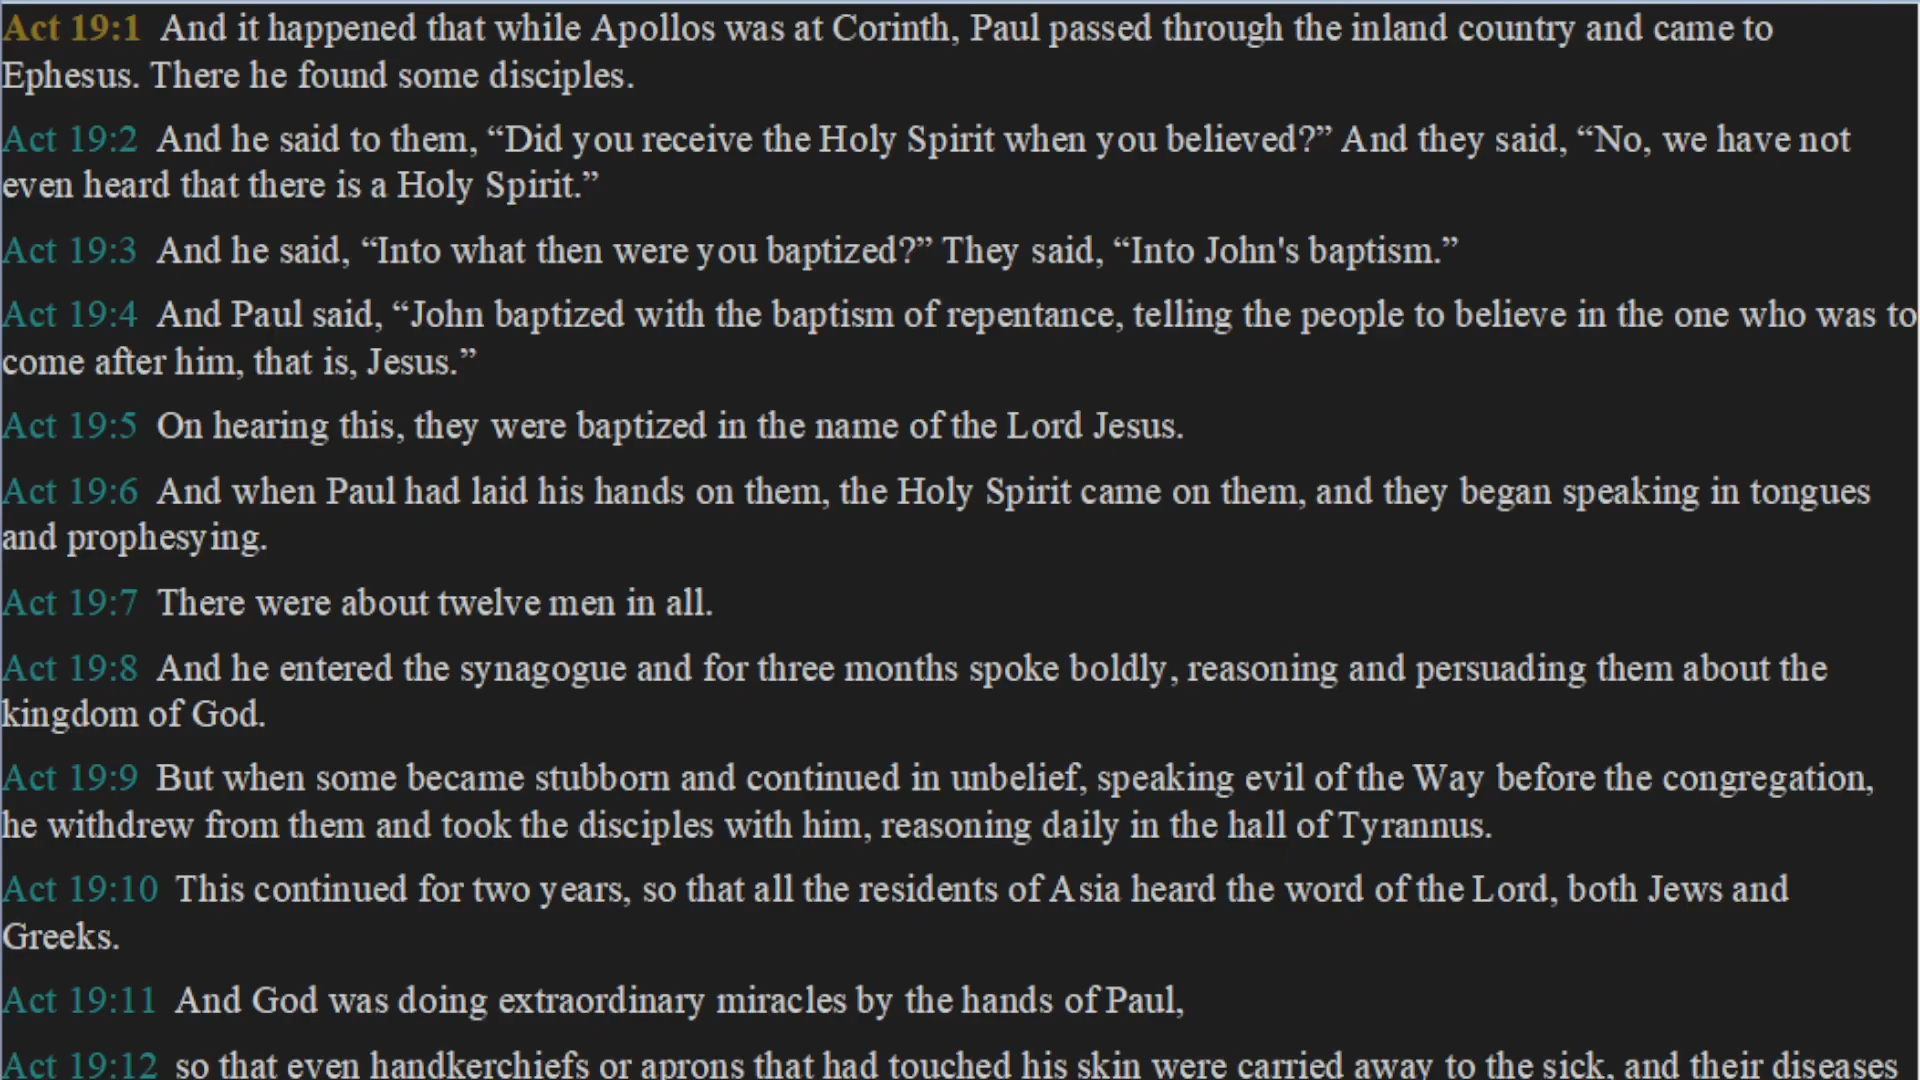 Act 19:1 And it happened that while Apollos was at Corinth, Paul passed through the inland country and came to
Ephesus. There he found some disciples.
Act 19:2 And he said to them, “Did you receive the Holy Spirit when you believed?” And they said, “No, we have not
even heard that there is a Holy Spirit.”
Act 19:3 And he said, “Into what then were you baptized?” They said, “Into John's baptism.”
Act 19:4 And Paul said, “John baptized with the baptism of repentance, telling the people to believe in the one who was to
come after him, that is, Jesus.”
Act 19:5 On hearing this, they were baptized in the name of the Lord Jesus.
Act 19:6 And when Paul had laid his hands on them, the Holy Spirit came on them, and they began speaking in tongues
and prophesying.
Act 19:7 There were about twelve men in all.
Act 19:8 And he entered the synagogue and for three months spoke boldly, reasoning and persuading them about the
kingdom of God.
Act 19:9 But when some became stubborn and continued in unbelief, speaking evil of the Way before the congregation,
he withdrew from them and took the disciples with him, reasoning daily in the hall of Tyrannus.
Act 19:10 This continued for two years, so that all the residents of Asia heard the word of the Lord, both Jews and
Greeks.
Act 19:11 And God was doing extraordinary miracles by the hands of Paul,
Act 19:12 so that even handkerchiefs or aprons that had touched his skin were carried away to the sick, and their diseases